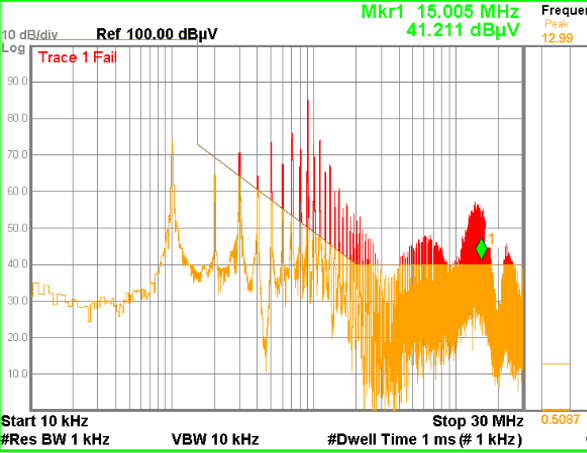 Mkr1 15.005 MHz
41.211 dBµV
Frequen
Peak
12.99
10 dB/div
Log
Ref 100.00 dBµV
Trace 1 Fail
90.0
80.0
70.0
60.0
50.0
40.0
30.0
20.0
10.0
1
Start 10 kHz
Stop 30 MHz
0.5087
#Res BW 1 kHz
VBW 10 kHz
#Dwell Time 1 ms (# 1 kHz)